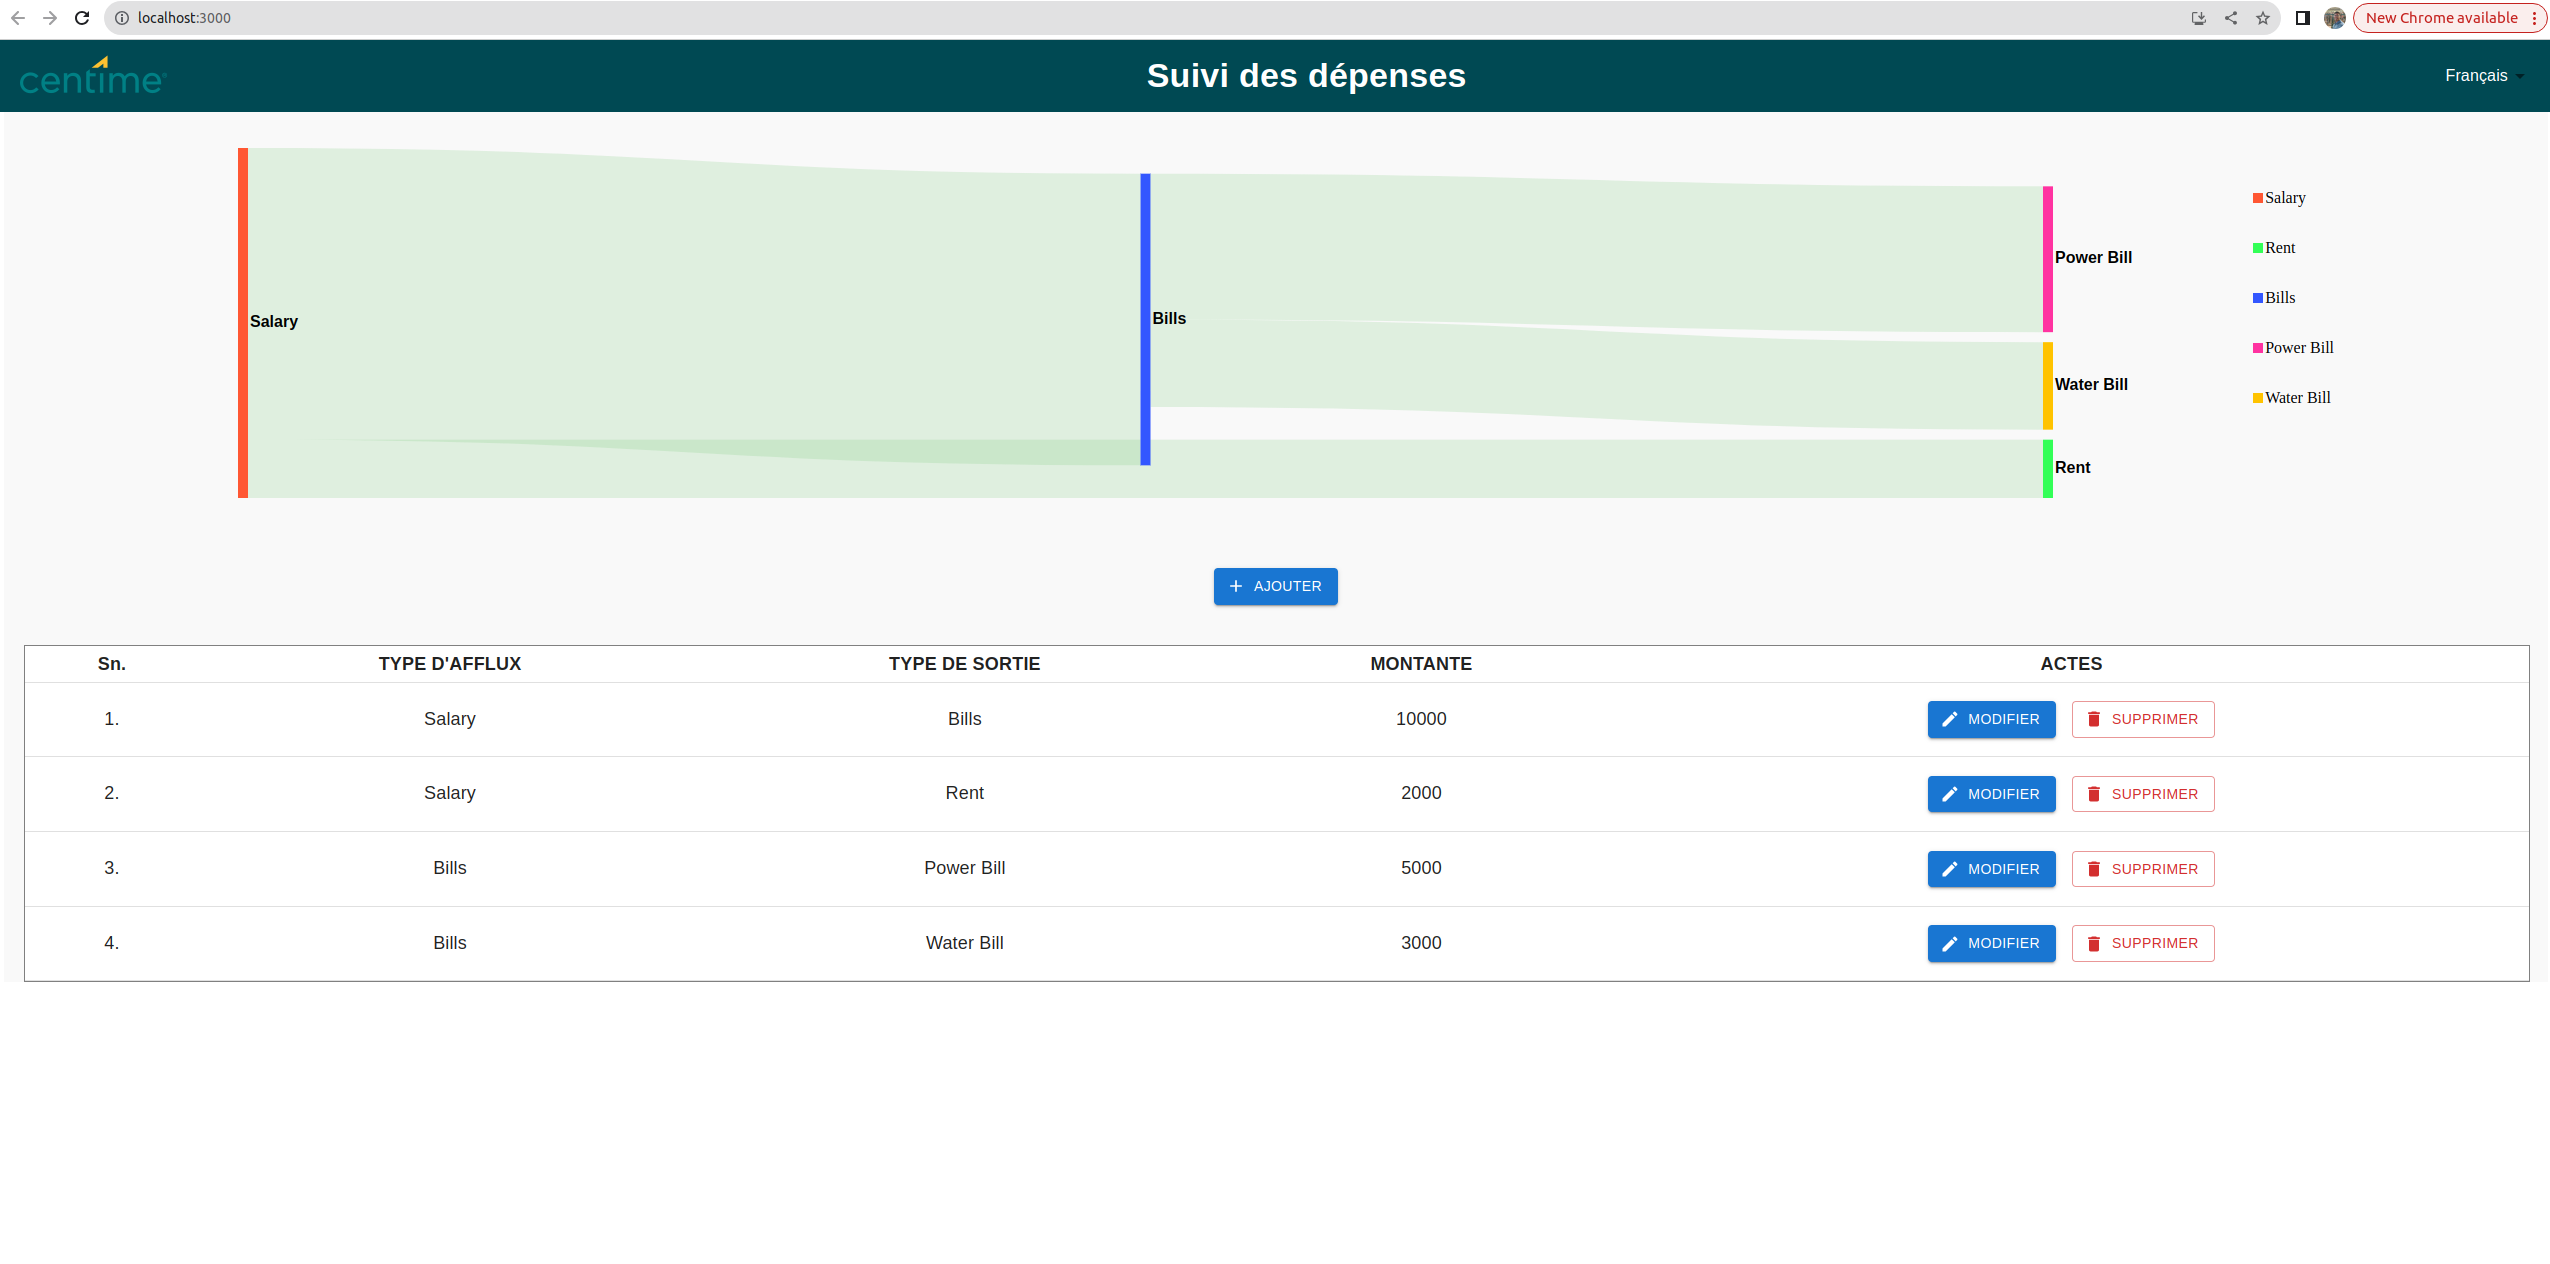 localhost:3000
New Chrome available
centime
Suivi des dépenses
Français
Salary
Bills
Power Bill
Water Bill
Rent
Salary
Rent
Bills
Power Bill
Water Bill
+ AJOUTER
Sn. TYPE D'AFFLUX TYPE DE SORTIE MONTANTE ACTES
1. Salary Bills 10000 MODIFIER SUPPRIMER
2. Salary Rent 2000 MODIFIER SUPPRIMER
3. Bills Power Bill 5000 MODIFIER SUPPRIMER
4. Bills Water Bill 3000 MODIFIER SUPPRIMER